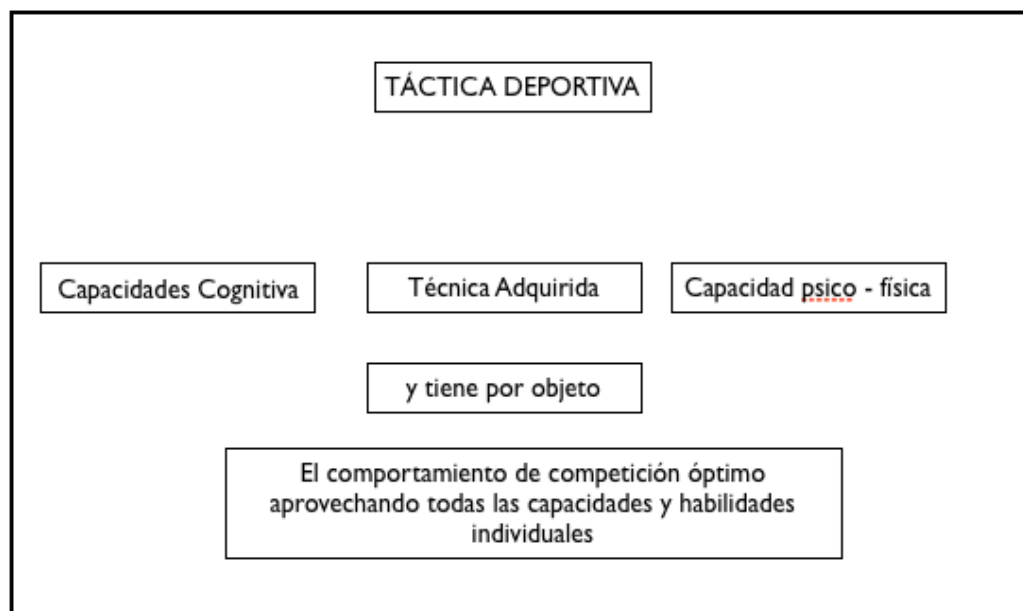 TÁCTICA DEPORTIVA
Capacidades Cognitiva
Técnica Adquirida
Capacidad psico - física
y tiene por objeto
El comportamiento de competición óptimo
aprovechando todas las capacidades y habilidades
individuales